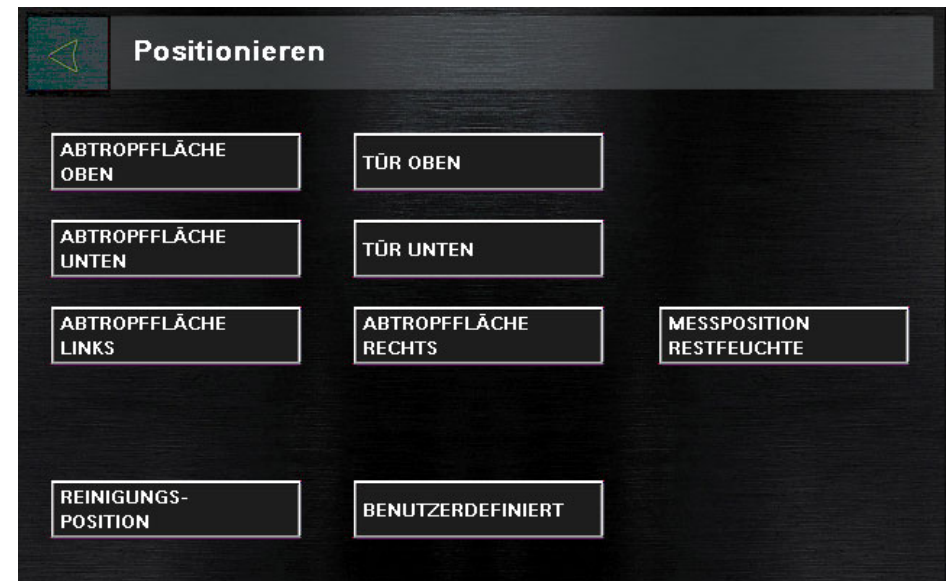 Positionieren
ABTROPFFLÄCHE
OBEN
TÜR OBEN
ABTROPFFLÄCHE
UNTEN
TÜR UNTEN
ABTROPFFLÄCHE
LINKS
ABTROPFFLÄCHE
RECHTS
MESSPOSITION
RESTFEUCHTE
REINIGUNGS-
POSITION
BENUTZERDEFINIERT